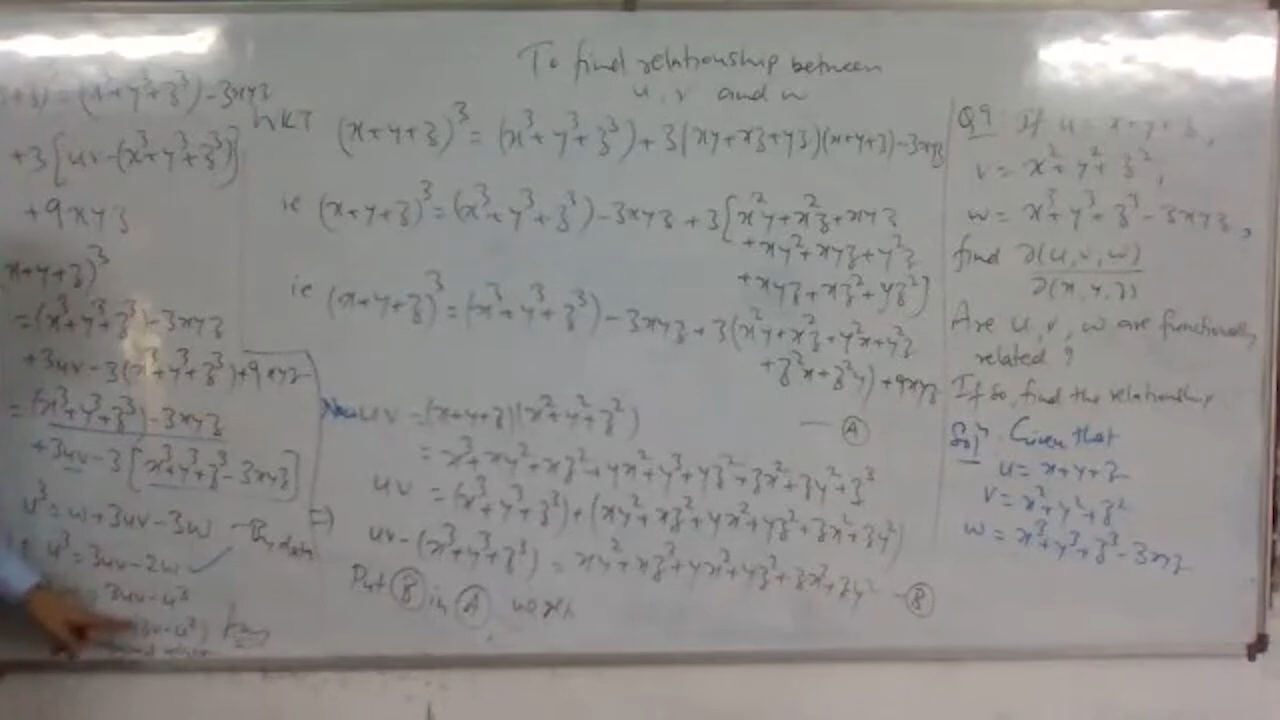 To find relationship between
u, v and w
Q9 If u = x+y+z,
v = x²+y²+z²,
w = x³+y³+z³-3xyz,
find ∂(u,v,w)
∂(x,y,z)
Are u, v, w are functionally
related ?
If so, find the relationship
Solⁿ. Given that
u = x+y+z
v = x²+y²+z²
w = x³+y³+z³-3xyz
WKT (x+y+z)³ = (x³+y³+z³)+3(xy+xz+yz)(x+y+z)-3xyz
ie (x+y+z)³ = (x³+y³+z³)-3xyz+3[x²y+x²z+xyz
+xy²+xyz+y²z
+xyz+xz²+yz²]
ie (x+y+z)³ = (x³+y³+z³)-3xyz+3(x²y+x²z+y²x+y²z
+z²x+z²y)+9xyz
— A
Now uv = (x+y+z)(x²+y²+z²)
= x³+xy²+xz²+yx²+y³+yz²+zx²+zy²+z³
uv = (x³+y³+z³)+(xy²+xz²+yx²+yz²+zx²+zy²)
⇒ uv-(x³+y³+z³) = xy²+xz²+yx²+yz²+zx²+zy² — B
Put B in A, we get
= (x³+y³+z³)-3xyz
+3[uv-(x³+y³+z³)]
+9xyz
x+y+z)³
= (x³+y³+z³)-3xyz
+3uv-3(x³+y³+z³)+9xyz
= (x³+y³+z³)-3xyz
+3uv-3[x³+y³+z³-3xyz]
u³ = w+3uv-3w
u³ = 3uv-2w
3uv-u³